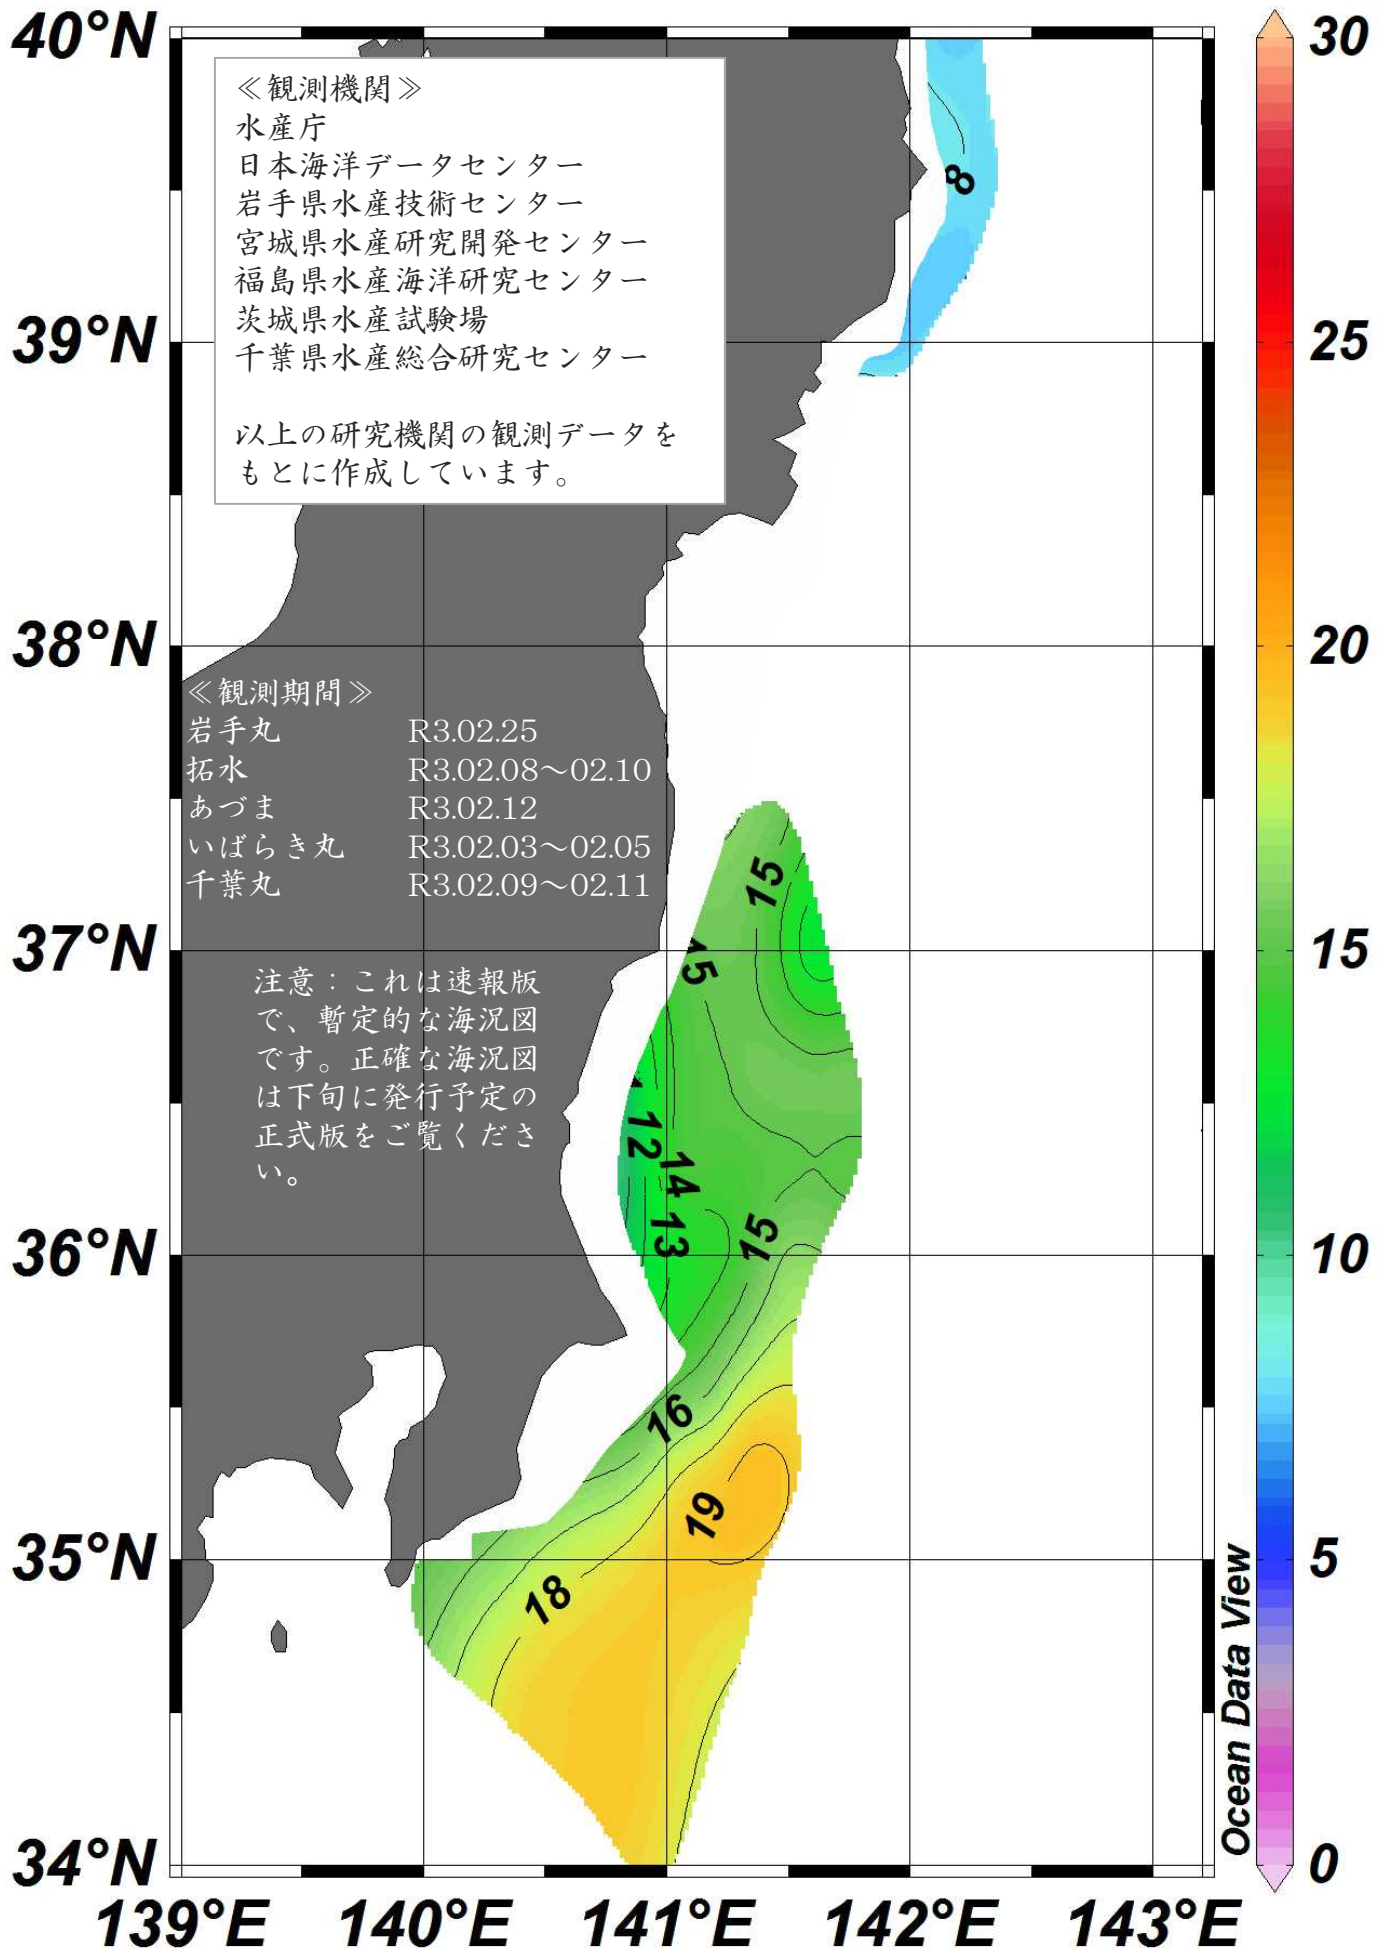 40°N
39°N
38°N
37°N
36°N
35°N
34°N
≪観測機関≫
水産庁
日本海洋データセンター
岩手県水産技術センター
宮城県水産研究開発センター
福島県水産海洋研究センター
茨城県水産試験場
千葉県水産総合研究センター
以上の研究機関の観測データを
もとに作成しています。
≪観測期間≫
岩手丸 R3.02.25
拓水 R3.02.08～02.10
あづま R3.02.12
いばらき丸 R3.02.03～02.05
千葉丸 R3.02.09～02.11
注意：これは速報版
で、暫定的な海況図
です。正確な海況図
は下旬に発行予定の
正式版をご覧くださ
い。
8
15
5
12
14
13
15
16
19
18
30
25
20
15
10
5
0
Ocean Data View
139°E 140°E 141°E 142°E 143°E